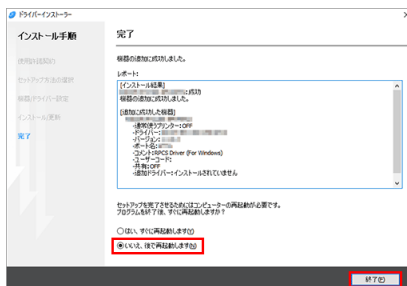 ドライバーインストーラー
インストール手順
使用許諾契約
セットアップ方法の選択
機器/ドライバー設定
インストール/更新
完了
完了
機器の追加に成功しました。
レポート:
[インストール結果]
:成功
機器の追加に成功しました。
[追加に成功した機器]
-通常使うプリンター:OFF
-ドライバー:
-バージョン:
-ポート名:
-コメント:RPCS Driver (For Windows)
-ユーザーコード:
-共有:OFF
-追加ドライバー:インストールされていません
セットアップを完了させるためにはコンピューターの再起動が必要です。
プログラムを終了後、すぐに再起動しますか?
はい、すぐに再起動します(Y)
いいえ、後で再起動します(N)
終了(F)